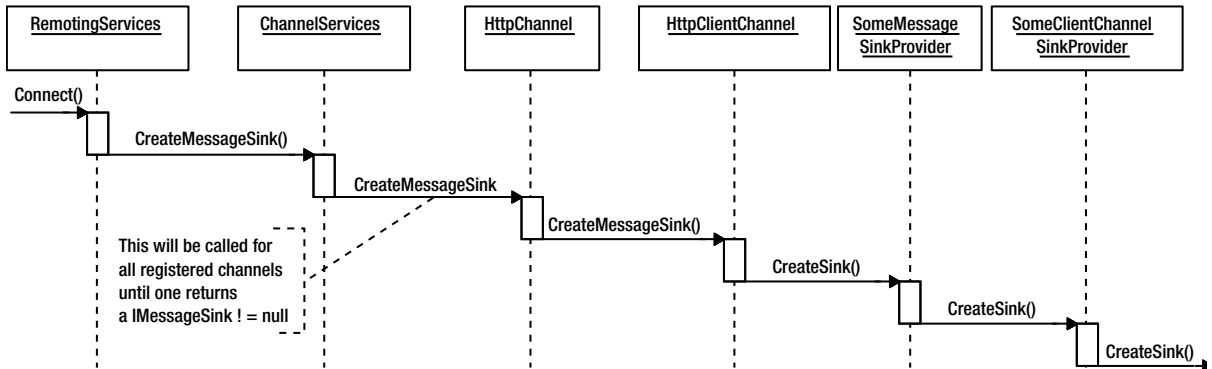 RemotingServices
ChannelServices
HttpChannel
HttpClientChannel
SomeMessage
SinkProvider
SomeClientChannel
SinkProvider
Connect()
CreateMessageSink()
CreateMessageSink
CreateMessageSink()
This will be called for
all registered channels
until one returns
a IMessageSink ! = null
CreateSink()
CreateSink()
CreateSink()